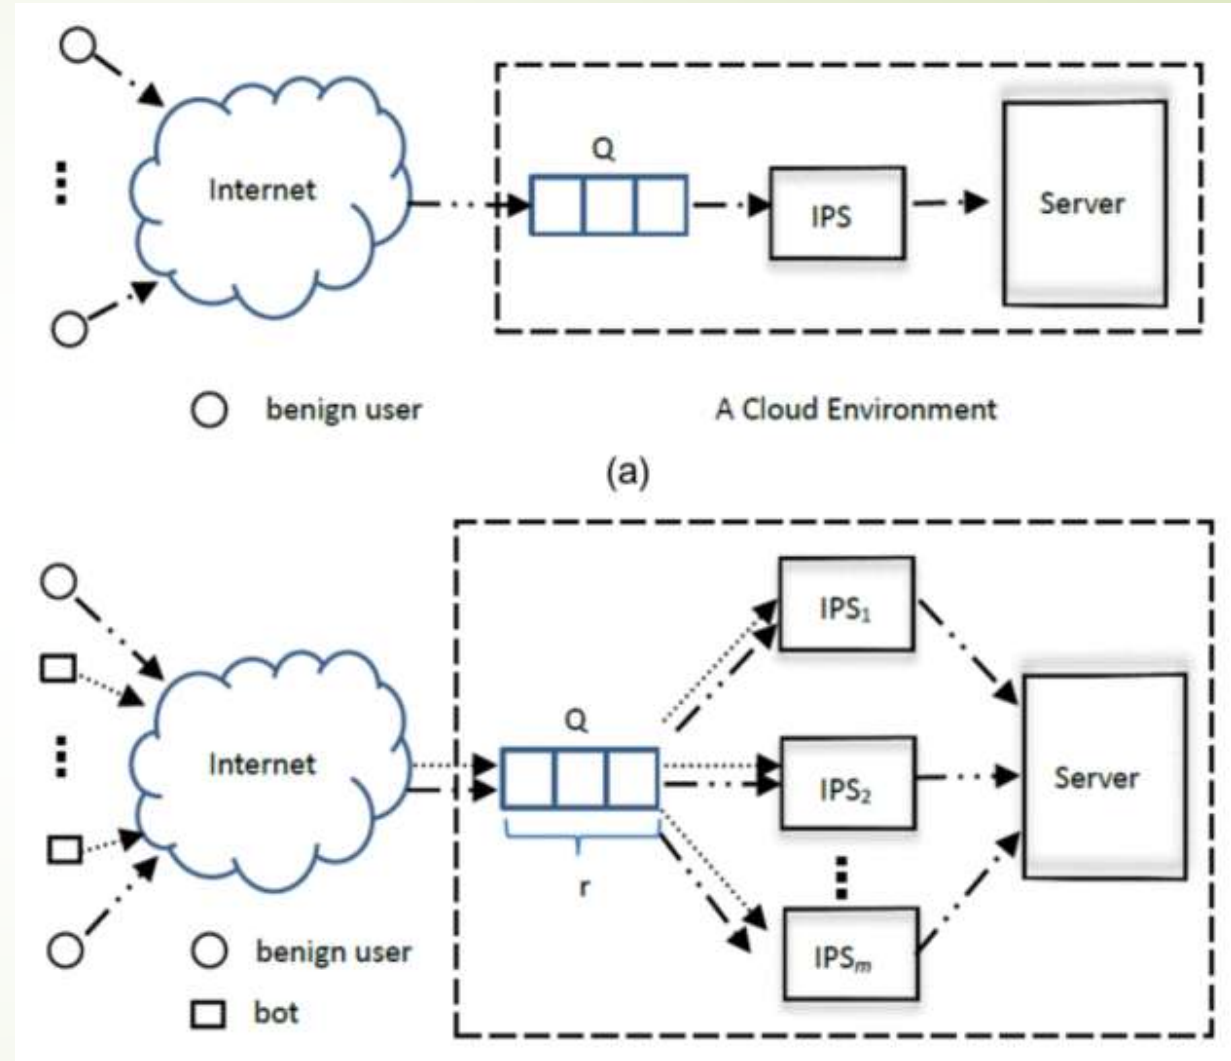 Q
Internet
IPS
Server
benign user
A Cloud Environment
(a)
IPS₁
Q
Internet
IPS₂
Server
r
IPSₘ
benign user
bot